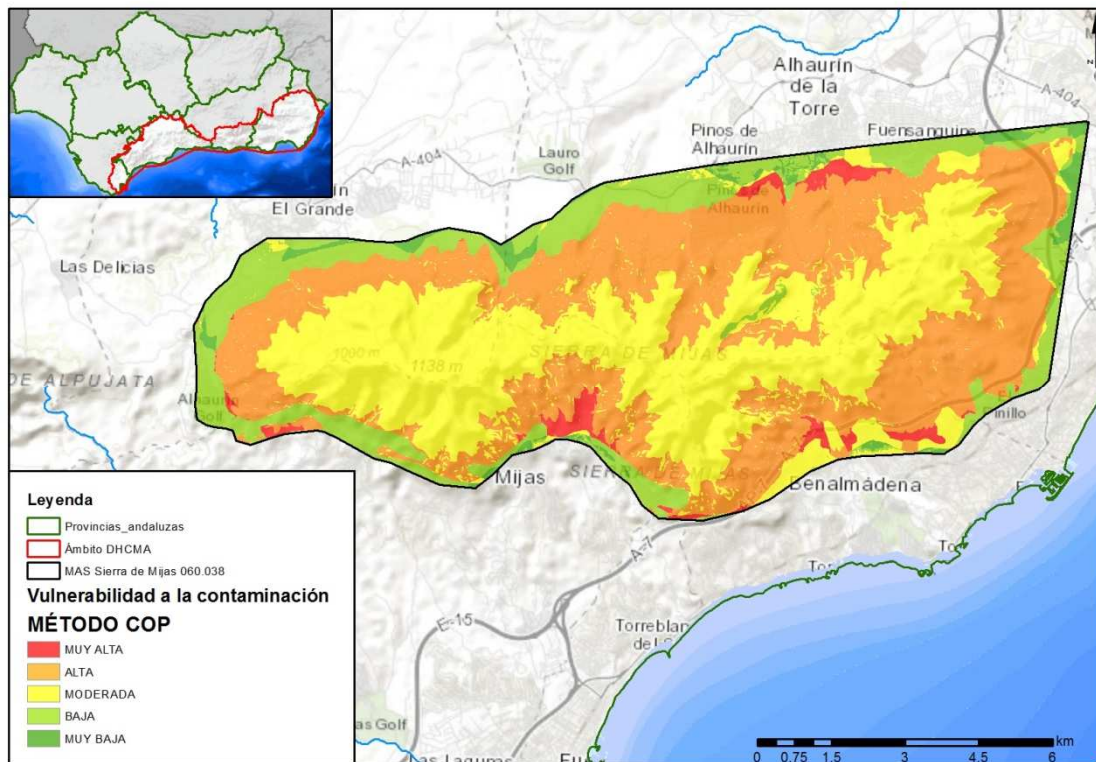 Alhaurín
de la
Torre
A-404
Pinos de
Alhaurín
Fuensanguin
Lauro
Golf
A-404
El Grande
Pinos de
Alhaurín
Las Delicias
1000 m
1138 m
SIERRA DE MIJAS
DE ALPUJATA
Golf
Mijas
SIERRA DE MIJAS
Benalmádena
A-7
E-15
Torreblan
as Golf
Las Lagunas
Leyenda
Provincias_andaluzas
Ámbito DHCMA
MAS Sierra de Mijas 060.038
Vulnerabilidad a la contaminación
MÉTODO COP
MUY ALTA
ALTA
MODERADA
BAJA
MUY BAJA
km
0 0.75 1.5 3 4.5 6